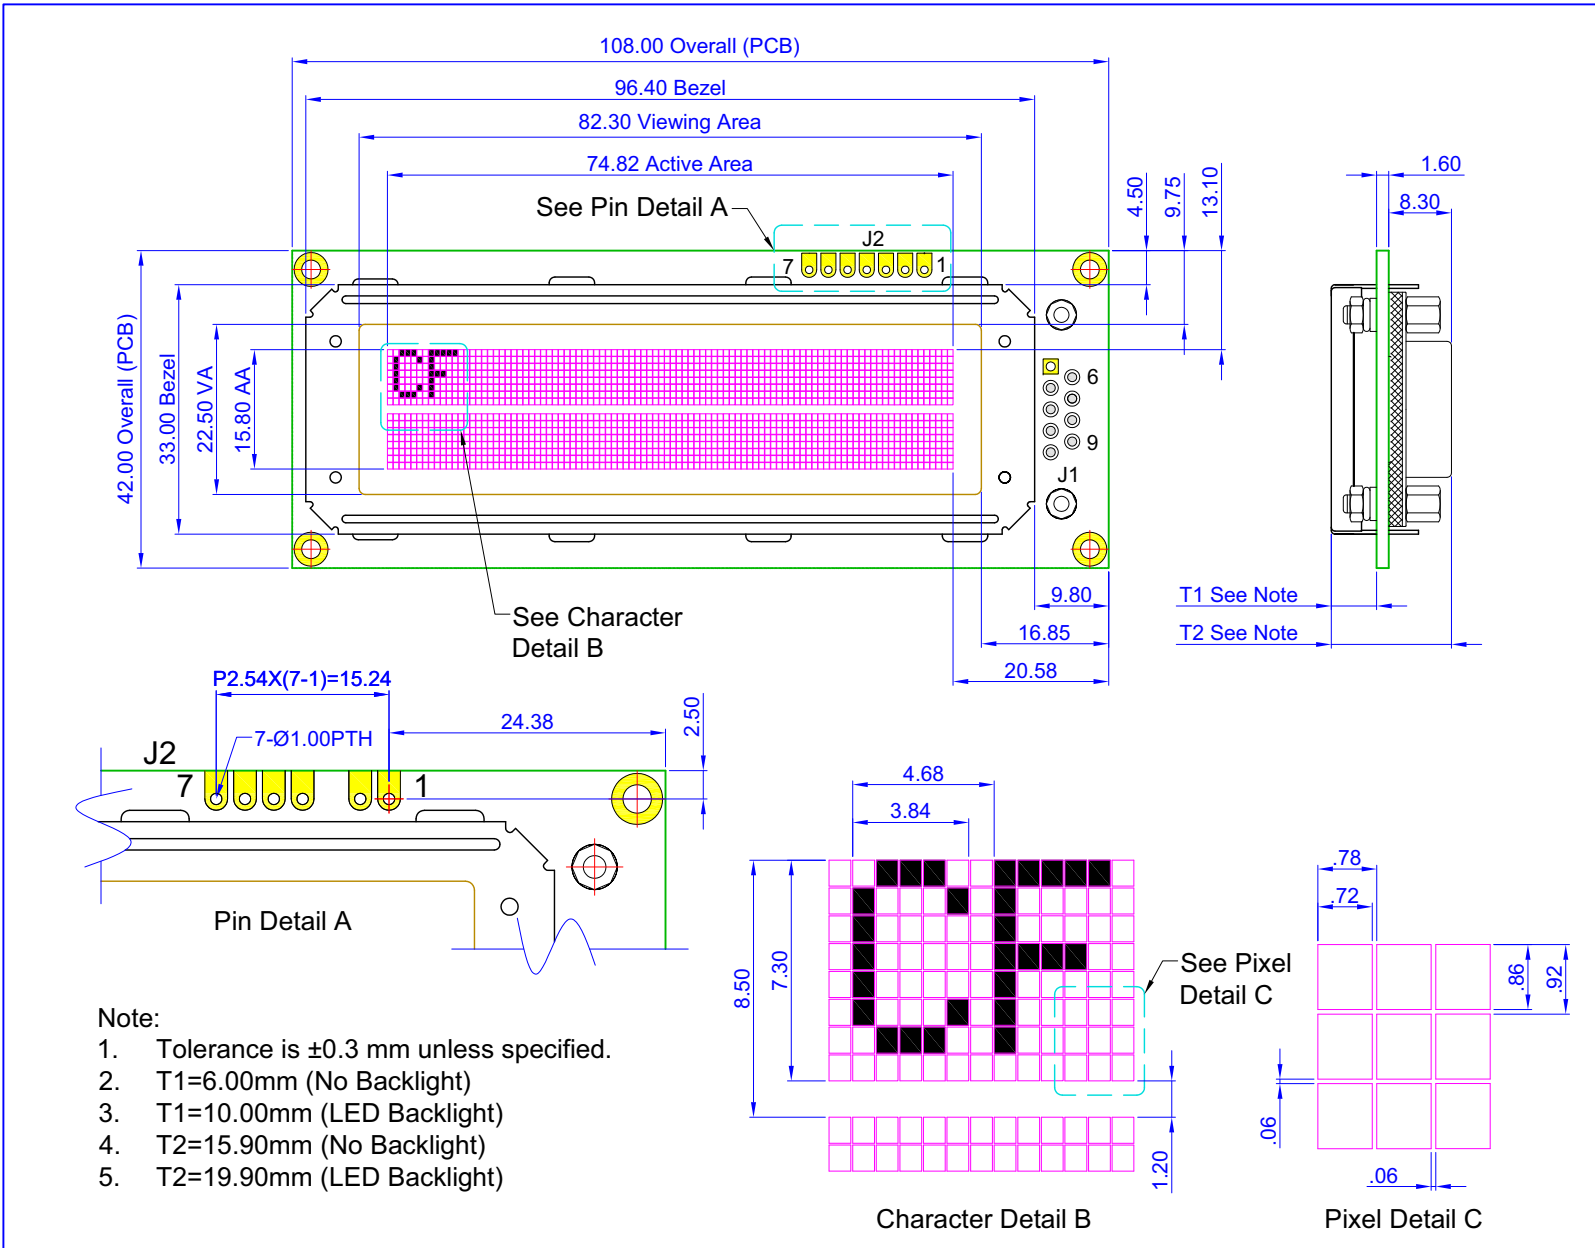 108.00 Overall (PCB)
96.40 Bezel
82.30 Viewing Area
74.82 Active Area
See Pin Detail A
J2
7
1
4.50
9.75
13.10
1.60
8.30
42.00 Overall (PCB)
33.00 Bezel
22.50 VA
15.80 AA
CF
6
9
J1
See Character
Detail B
9.80
16.85
20.58
T1 See Note
T2 See Note
P2.54X(7-1)=15.24
24.38
2.50
7-Ø1.00PTH
J2
7
1
Pin Detail A
4.68
3.84
8.50
7.30
CF
See Pixel
Detail C
1.20
Character Detail B
.78
.72
.86
.92
.06
.06
Pixel Detail C
Note:
1. Tolerance is ±0.3 mm unless specified.
2. T1=6.00mm (No Backlight)
3. T1=10.00mm (LED Backlight)
4. T2=15.90mm (No Backlight)
5. T2=19.90mm (LED Backlight)